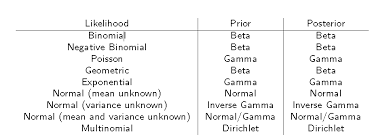 Likelihood Prior Posterior
Binomial Beta Beta
Negative Binomial Beta Beta
Poisson Gamma Gamma
Geometric Beta Beta
Exponential Gamma Gamma
Normal (mean unknown) Normal Normal
Normal (variance unknown) Inverse Gamma Inverse Gamma
Normal (mean and variance unknown) Normal/Gamma Normal/Gamma
Multinomial Dirichlet Dirichlet